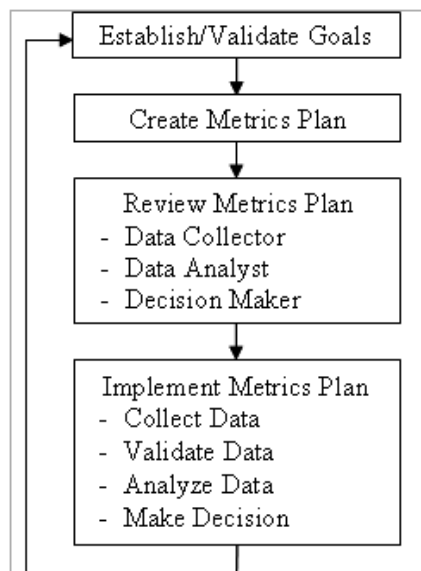 Establish/Validate Goals
Create Metrics Plan
Review Metrics Plan
- Data Collector
- Data Analyst
- Decision Maker
Implement Metrics Plan
- Collect Data
- Validate Data
- Analyze Data
- Make Decision